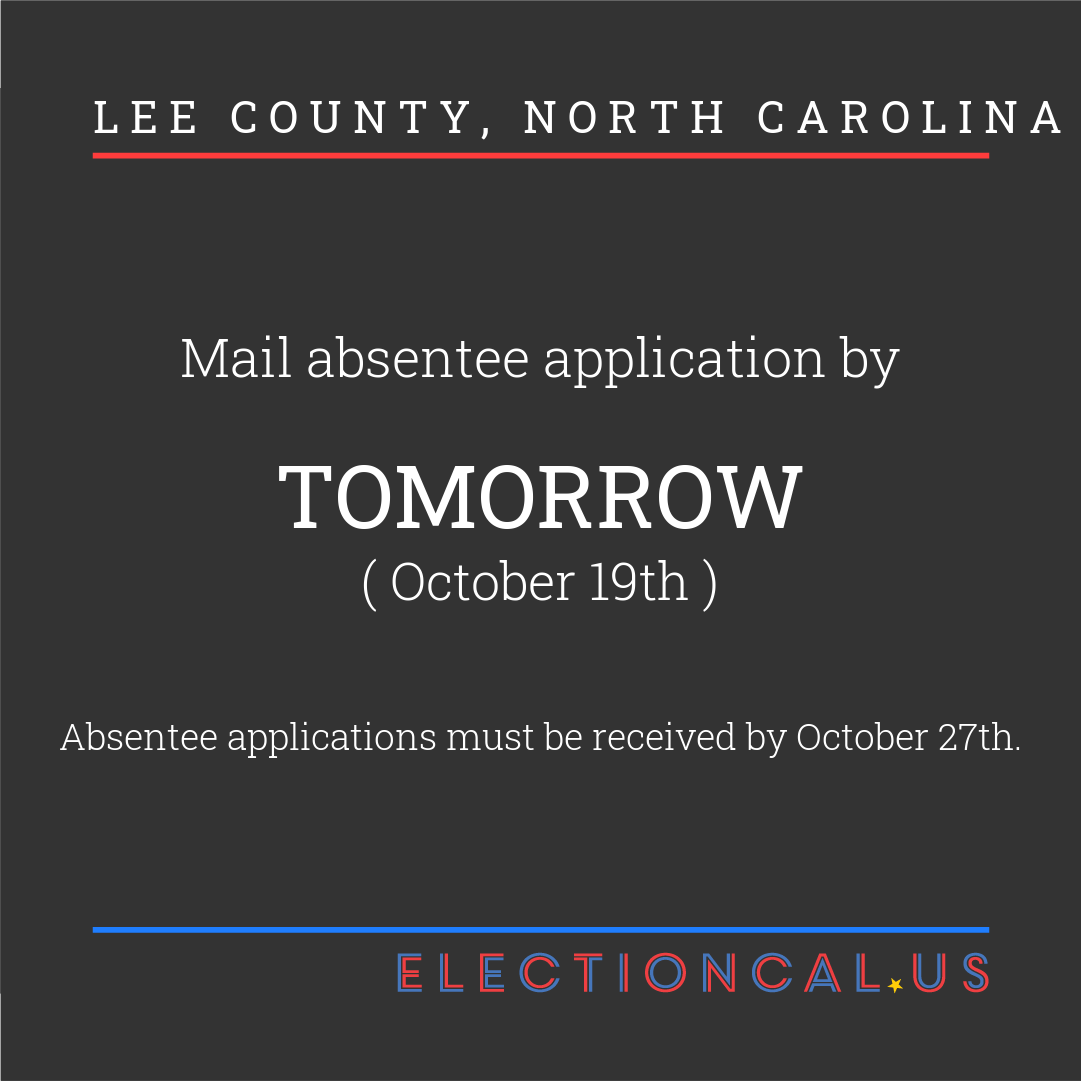 LEE COUNTY, NORTH CAROLINA
Mail absentee application by
TOMORROW
( October 19th )
Absentee applications must be received by October 27th.
ELECTIONCAL.US